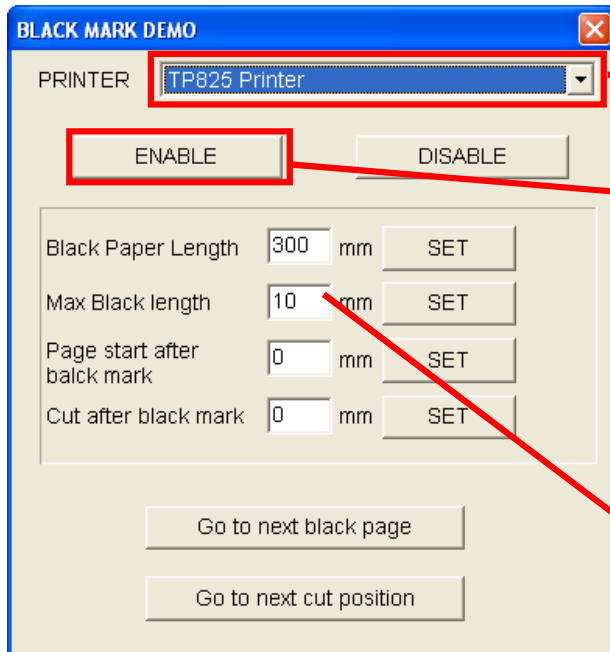 BLACK MARK DEMO
PRINTER TP825 Printer
ENABLE DISABLE
Black Paper Length 300 mm SET
Max Black length 10 mm SET
Page start after
balck mark 0 mm SET
Cut after black mark 0 mm SET
Go to next black page
Go to next cut position